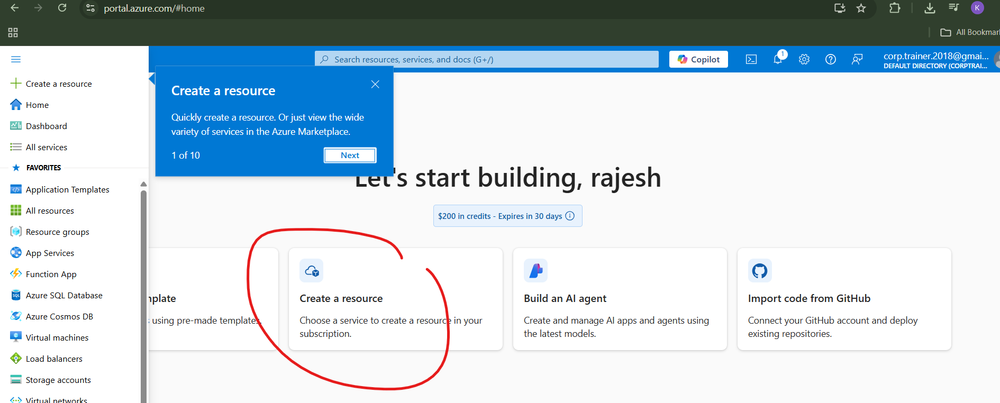 portal.azure.com/#home
K
All Bookmar
Search resources, services, and docs (G+/)
Copilot
1
corp.trainer.2018@gmai...
DEFAULT DIRECTORY (CORPTRAI...
Create a resource
Home
Dashboard
All services
FAVORITES
Application Templates
All resources
Resource groups
App Services
Function App
Azure SQL Database
Azure Cosmos DB
Virtual machines
Load balancers
Storage accounts
Virtual networks
Create a resource
Quickly create a resource. Or just view the wide
variety of services in the Azure Marketplace.
1 of 10
Next
Let's start building, rajesh
$200 in credits - Expires in 30 days
mplate
using pre-made templates.
Create a resource
Choose a service to create a resource in your
subscription.
Build an AI agent
Create and manage AI apps and agents using
the latest models.
Import code from GitHub
Connect your GitHub account and deploy
existing repositories.